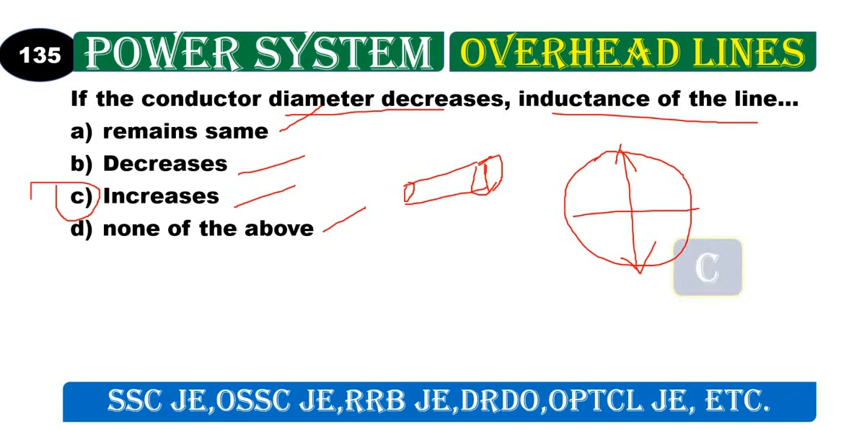 135
POWER SYSTEM
OVERHEAD LINES
If the conductor diameter decreases, inductance of the line...
a) remains same
b) Decreases
c) Increases
d) none of the above
C
SSC JE,OSSC JE,RRB JE,DRDO,OPTCL JE, ETC.